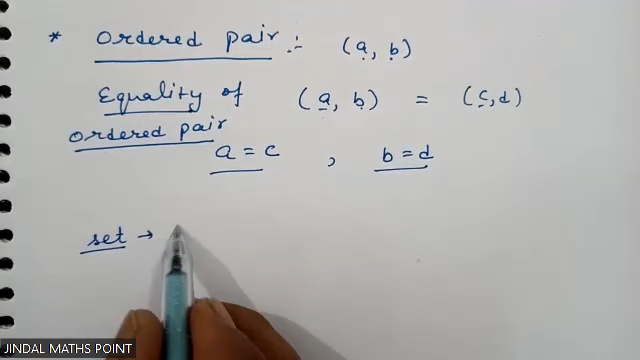 * Ordered pair :- (a, b)
Equality of (a, b) = (c, d)
ordered pair
a = c , b = d
set →
JINDAL MATHS POINT